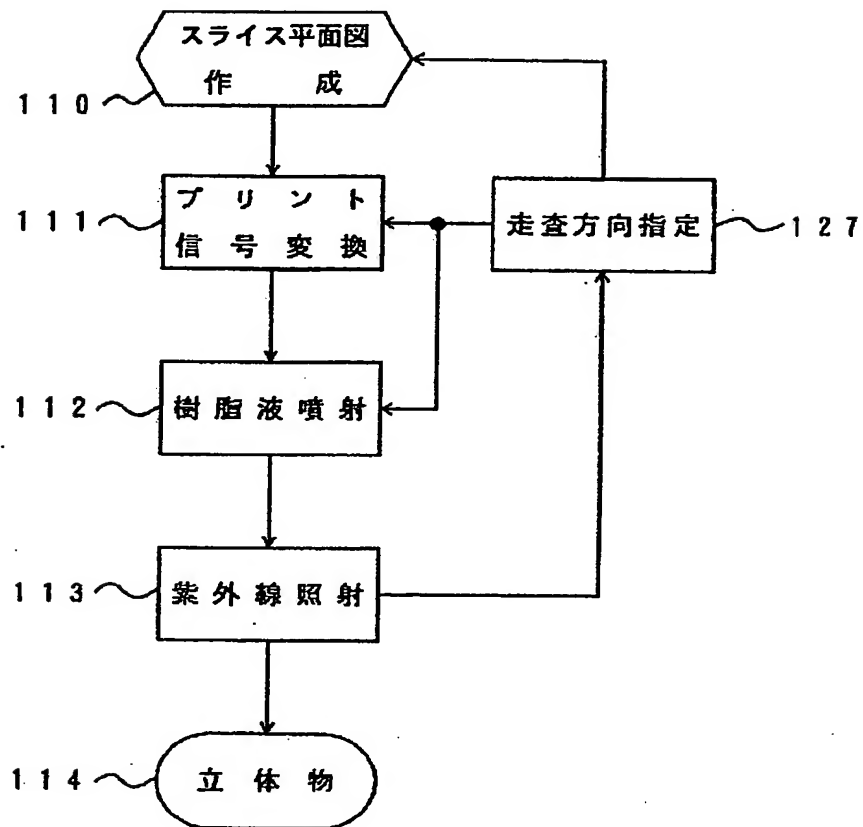 スライス平面図
作成
110
プリント
信号変換
111
走査方向指定
127
樹脂液噴射
112
紫外線照射
113
立体物
114